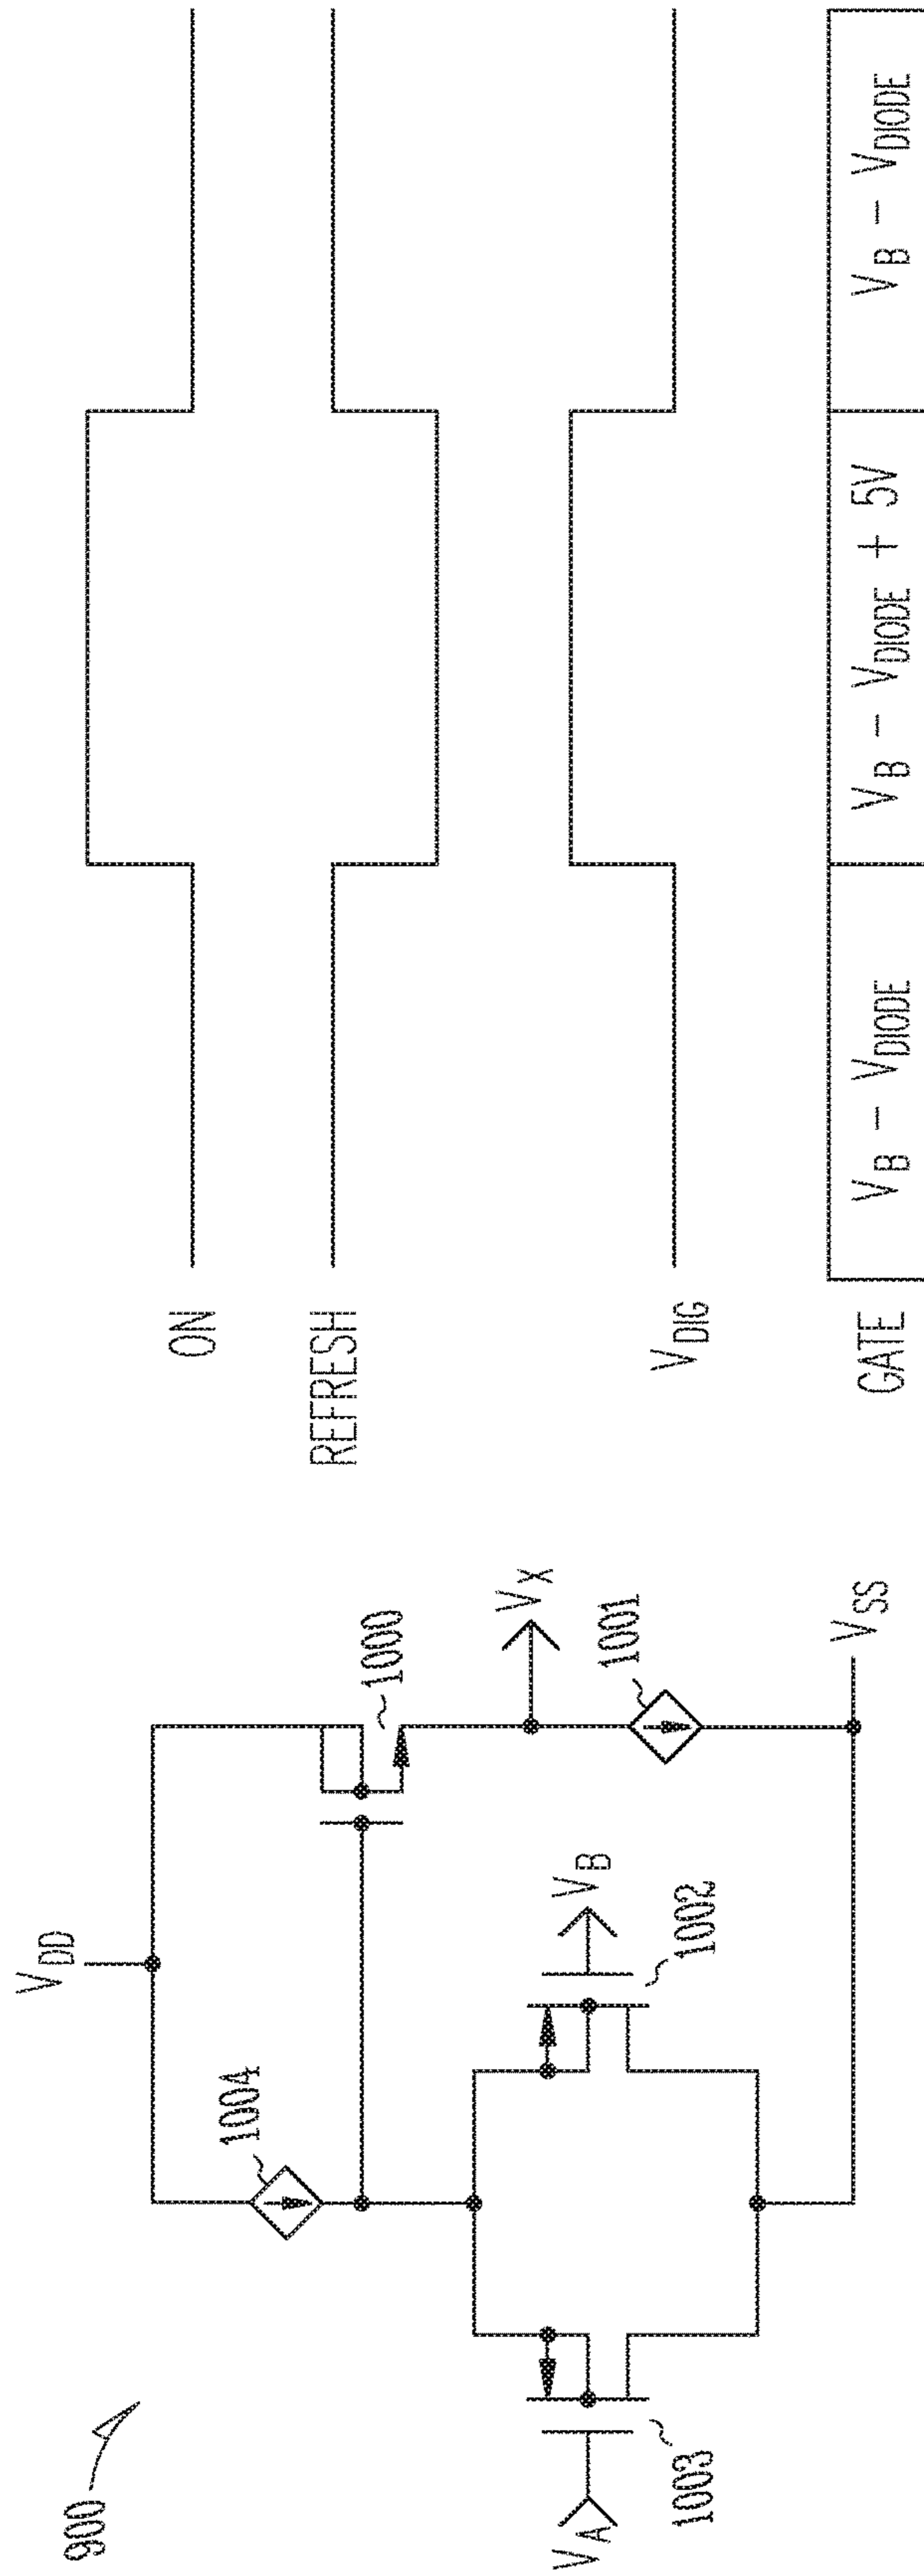 900
V_DD
1004
1000
V_X
V_A
1003
V_B
1002
1001
V_SS
ON
REFRESH
V_DIG
GATE
V_B − V_DIODE
V_B − V_DIODE + 5V
V_B − V_DIODE